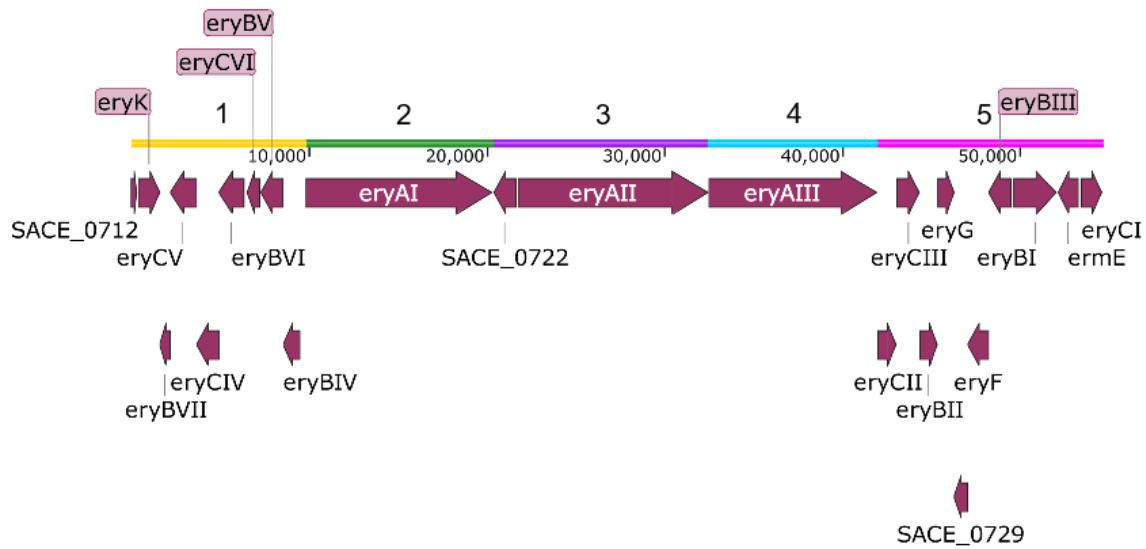 eryBV
eryCVI
eryK
1
2
3
4
5
eryBIII
10,000
20,000
30,000
40,000
50,000
eryAI
eryAII
eryAIII
SACE_0712
eryCV
eryBVI
SACE_0722
eryCIII
eryG
eryBI
ermE
eryCI
eryBVII
eryCIV
eryBIV
eryCII
eryBII
eryF
SACE_0729